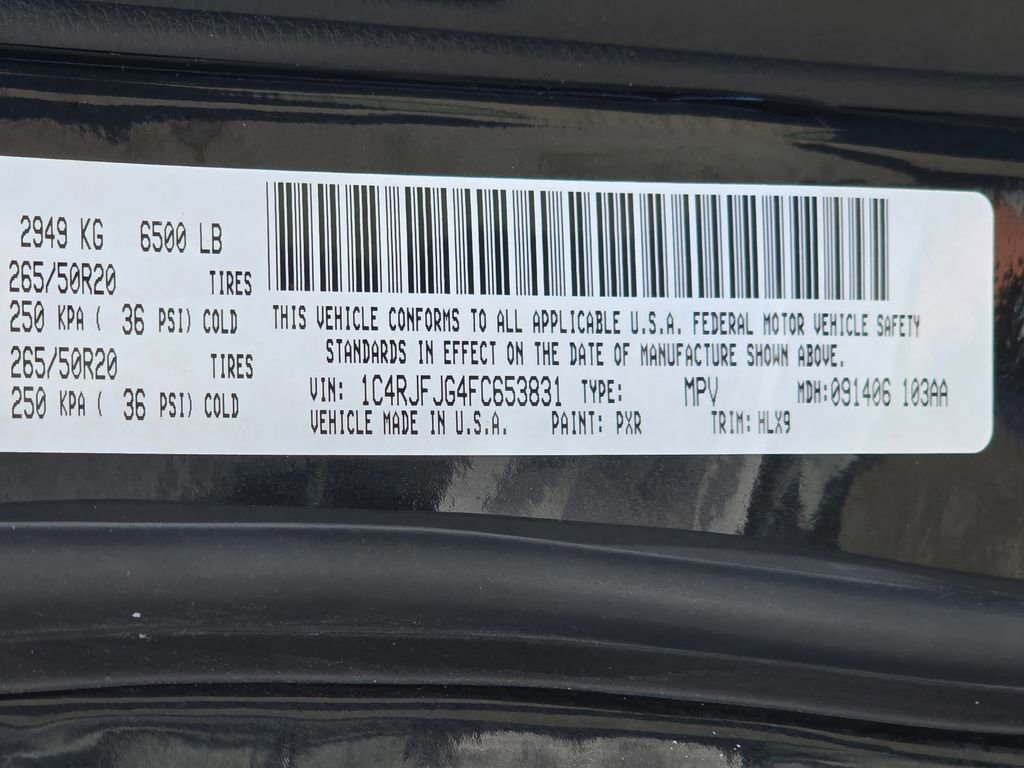 2949 KG 6500 LB
265/50R20 TIRES
250 KPA ( 36 PSI) COLD
265/50R20 TIRES
250 KPA ( 36 PSI) COLD
THIS VEHICLE CONFORMS TO ALL APPLICABLE U.S.A. FEDERAL MOTOR VEHICLE SAFETY
STANDARDS IN EFFECT ON THE DATE OF MANUFACTURE SHOWN ABOVE.
VIN: 1C4RJFJG4FC653831 TYPE: MPV MDH:091406 103AA
VEHICLE MADE IN U.S.A. PAINT: PXR TRIM: HLX9